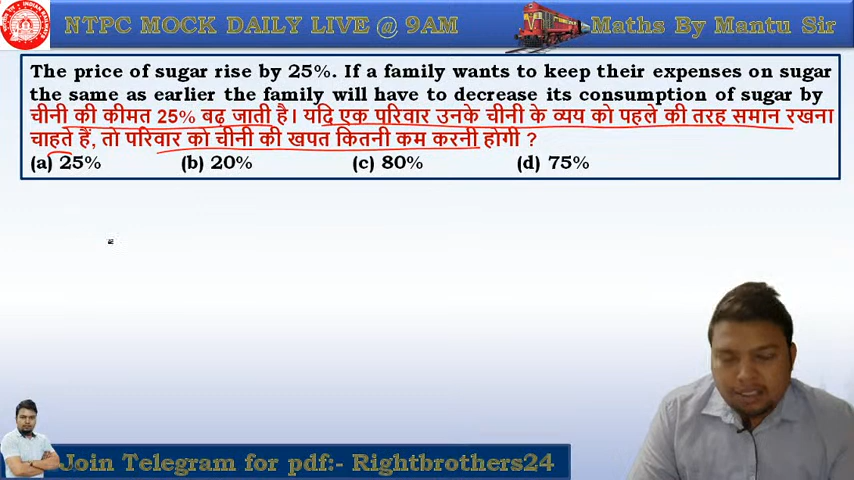 NTPC MOCK DAILY LIVE @ 9AM
Maths By Mantu Sir
The price of sugar rise by 25%. If a family wants to keep their expenses on sugar
the same as earlier the family will have to decrease its consumption of sugar by
चीनी की कीमत 25% बढ़ जाती है। यदि एक परिवार उनके चीनी के व्यय को पहले की तरह समान रखना
चाहते हैं, तो परिवार को चीनी की खपत कितनी कम करनी होगी ?
(a) 25% (b) 20% (c) 80% (d) 75%
Join Telegram for pdf:- Rightbrothers24